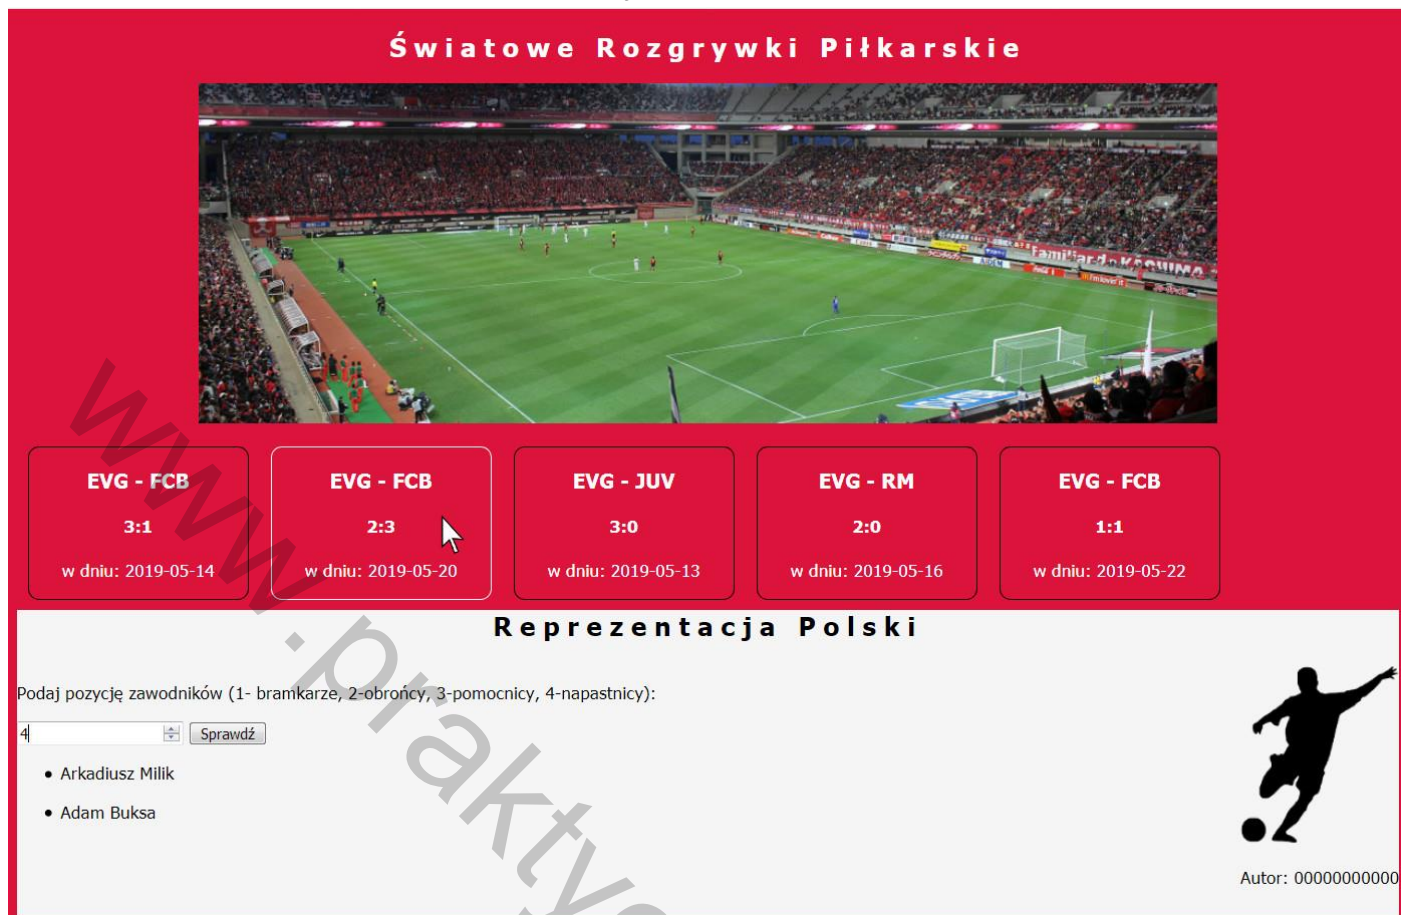 Światowe Rozgrywki Piłkarskie
Familiar do KASHIMA
EVG - FCB
3:1
w dniu: 2019-05-14
EVG - FCB
2:3
w dniu: 2019-05-20
EVG - JUV
3:0
w dniu: 2019-05-13
EVG - RM
2:0
w dniu: 2019-05-16
EVG - FCB
1:1
w dniu: 2019-05-22
Reprezentacja Polski
Podaj pozycję zawodników (1- bramkarze, 2-obrońcy, 3-pomocnicy, 4-napastnicy):
4
Sprawdź
Arkadiusz Milik
Adam Buksa
Autor: 00000000000
www.prakty